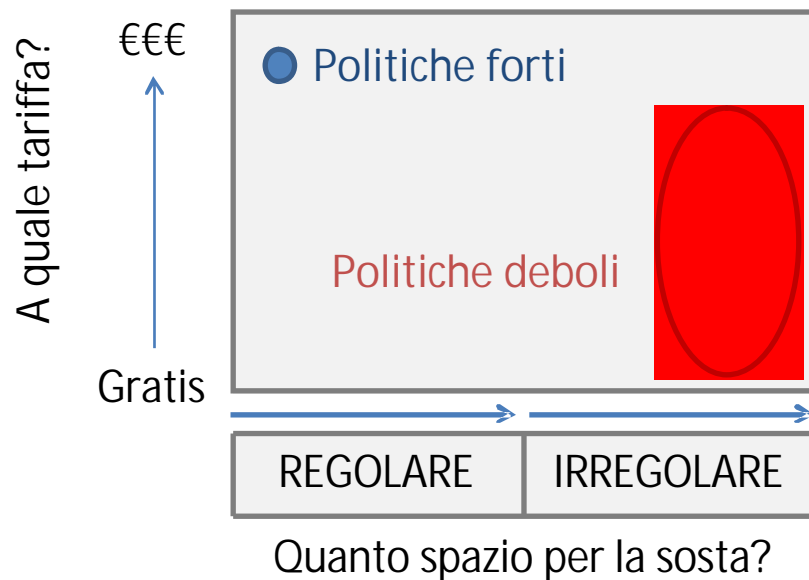 €€€
A quale tariffa?
Politiche forti
Politiche deboli
Gratis
REGOLARE
IRREGOLARE
Quanto spazio per la sosta?